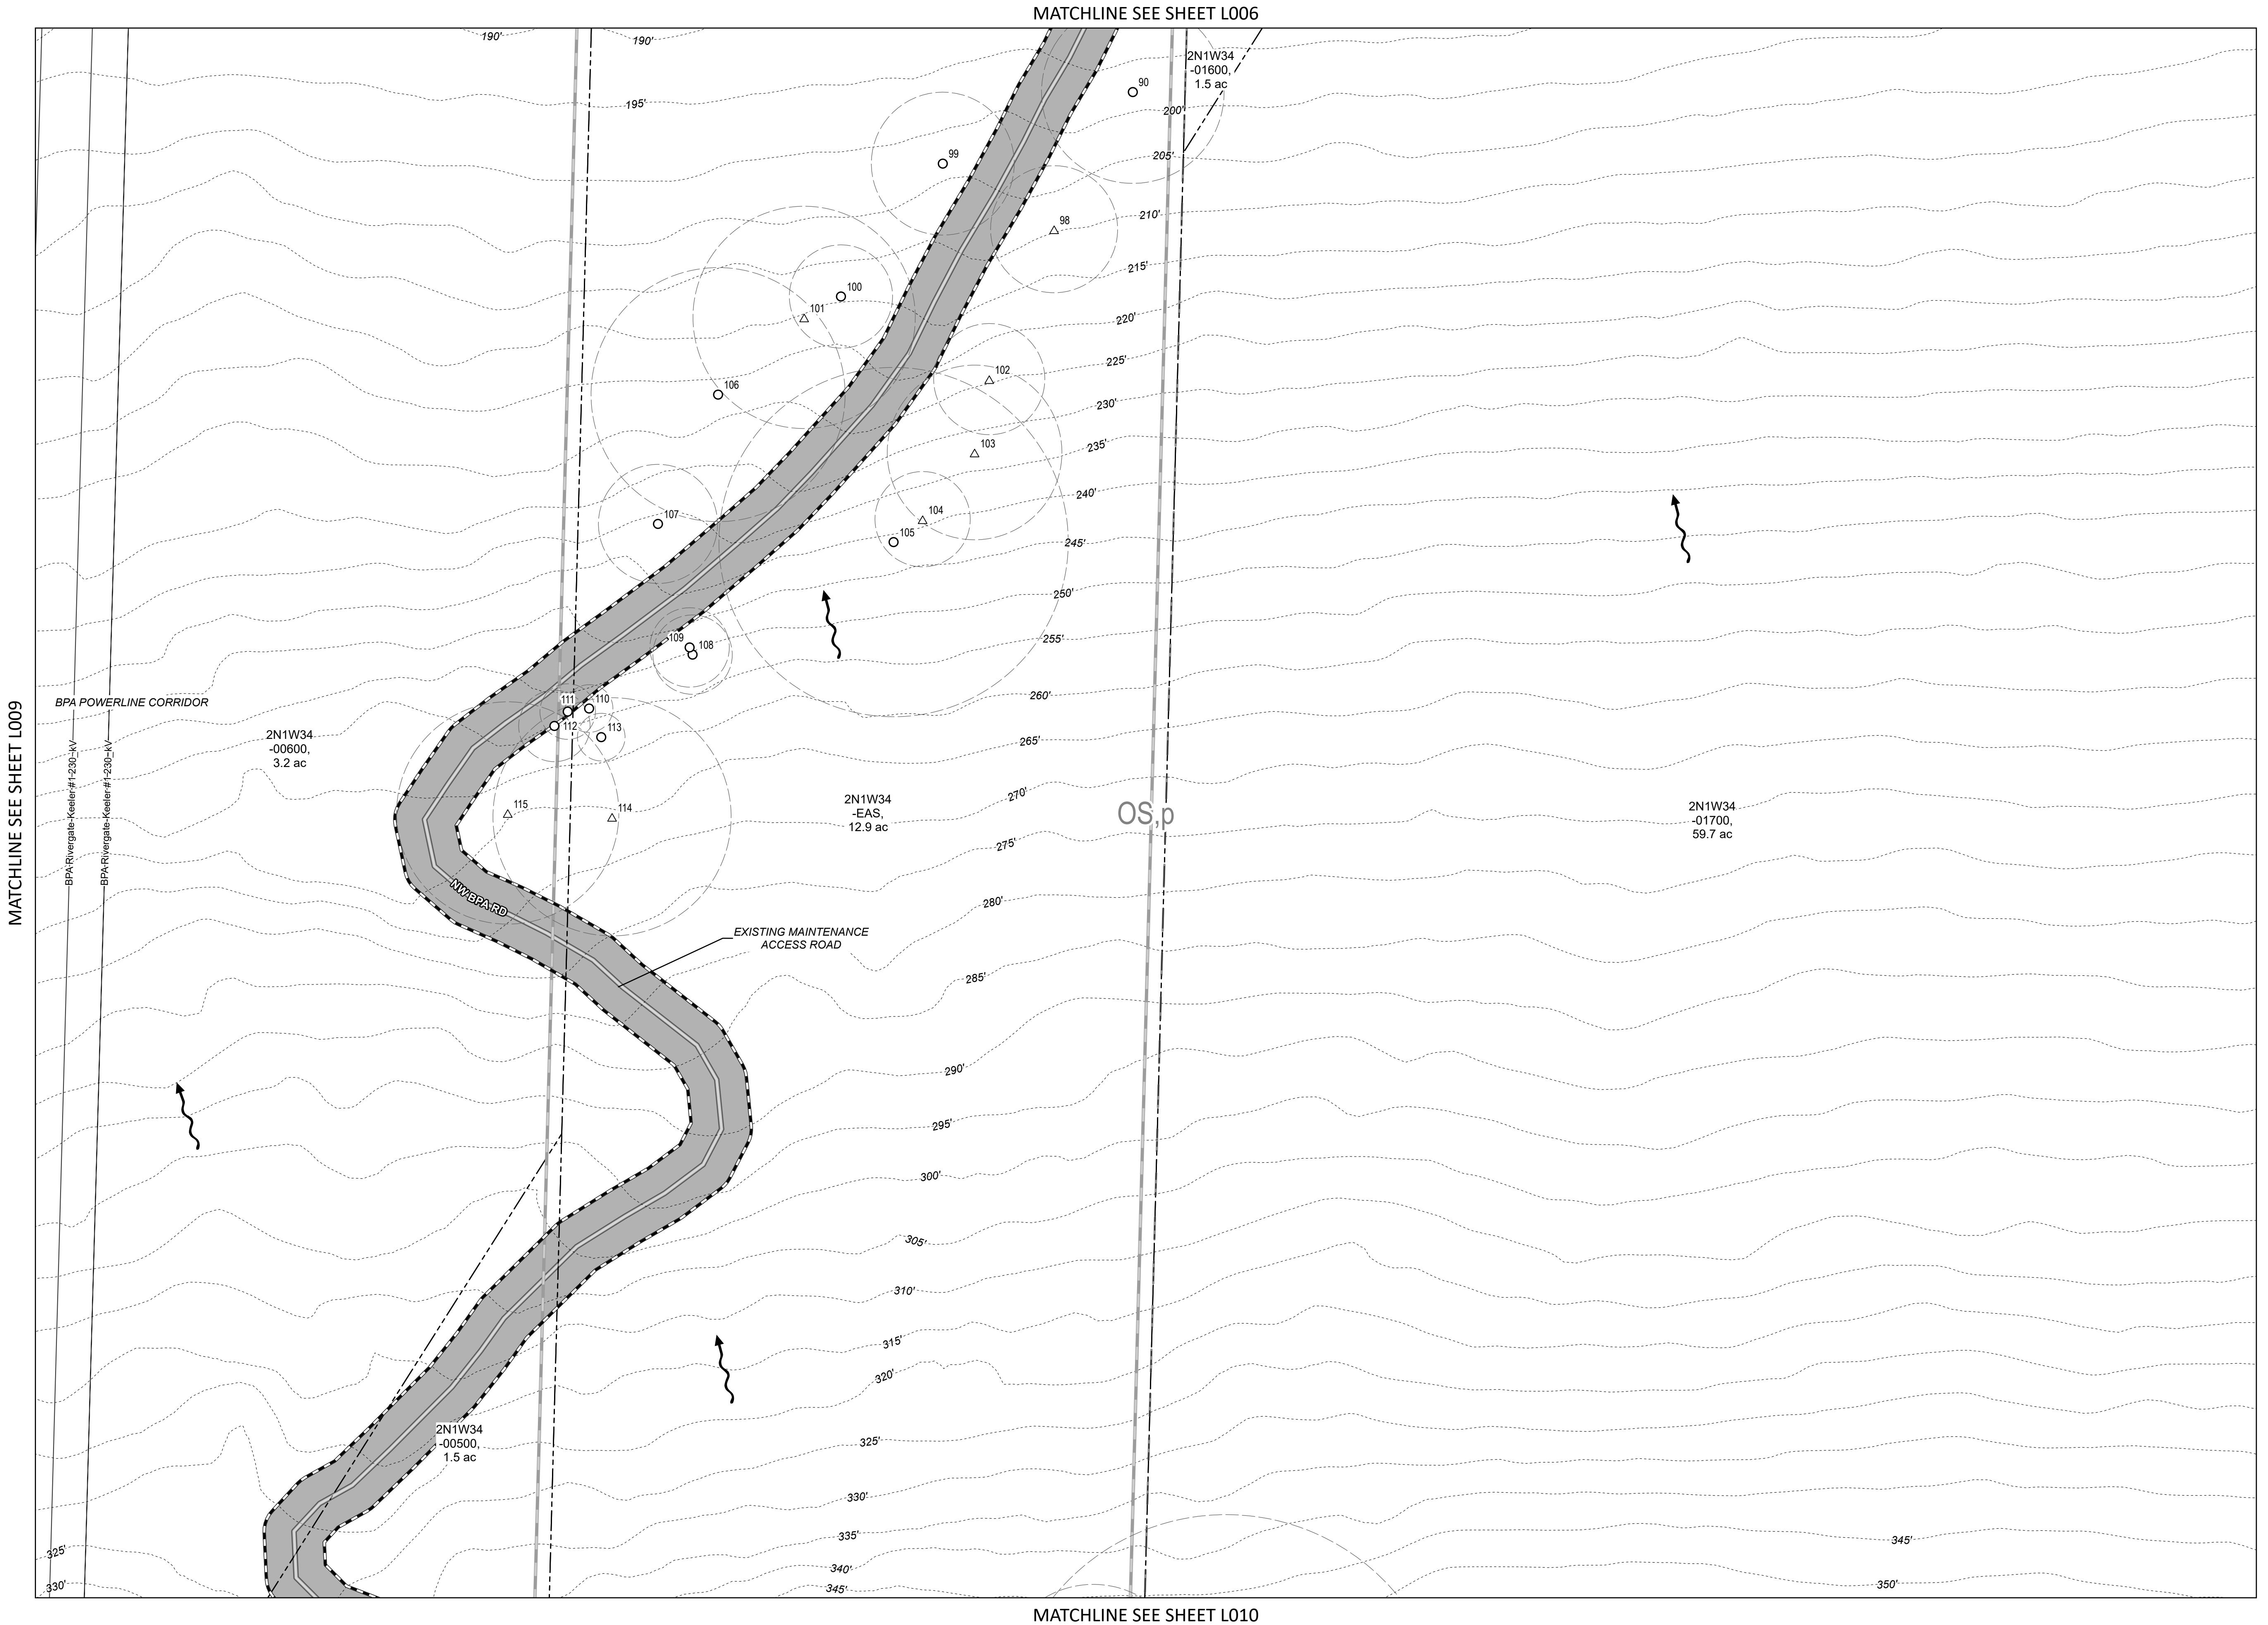 MATCHLINE SEE SHEET L006
190'
190'
2N1W34
-01600,
1.5 ac
90
195'
200'
99
205'
98
210'
215'
100
101
220'
225'
102
106
230'
103
235'
240'
104
107
105
245'
250'
109
108
255'
260'
111
110
112
113
265'
BPA POWERLINE CORRIDOR
2N1W34
-00600,
3.2 ac
MATCHLINE SEE SHEET L009
BPA-Rivergate-Keeler #1-230_kV
BPA-Rivergate-Keeler #1-230_kV
270'
115
114
2N1W34
-EAS,
12.9 ac
OS,p
2N1W34
-01700,
59.7 ac
275'
NW BPA RD
280'
EXISTING MAINTENANCE
ACCESS ROAD
285'
290'
295'
300'
305'
310'
315'
320'
2N1W34
-00500,
1.5 ac
325'
330'
335'
345'
325'
340'
330'
345'
350'
MATCHLINE SEE SHEET L010